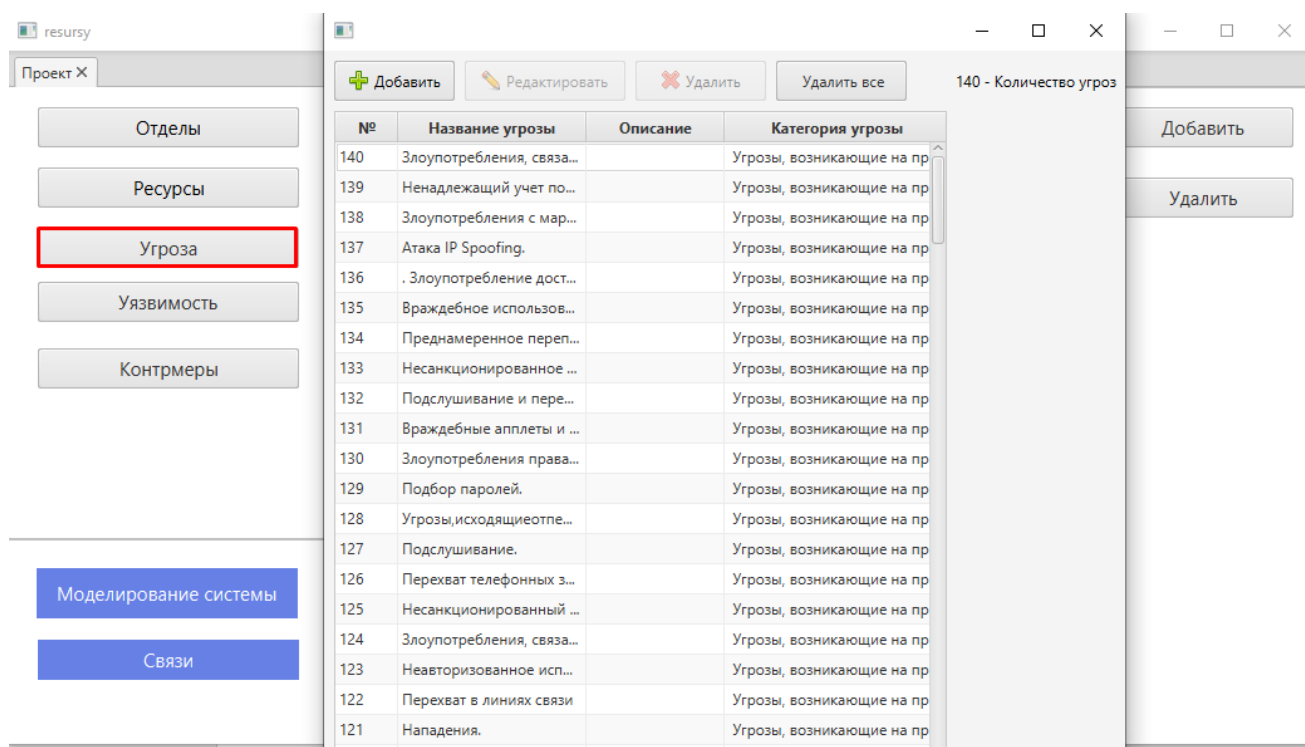 resursy
Проект
Отделы
Ресурсы
Угроза
Уязвимость
Контрмеры
Моделирование системы
Связи
Добавить Редактировать Удалить Удалить все 140 - Количество угроз
№ Название угрозы Описание Категория угрозы
140 Злоупотребления, связа... Угрозы, возникающие на пр
139 Ненадлежащий учет по... Угрозы, возникающие на пр
138 Злоупотребления с мар... Угрозы, возникающие на пр
137 Атака IP Spoofing. Угрозы, возникающие на пр
136 . Злоупотребление дост... Угрозы, возникающие на пр
135 Враждебное использов... Угрозы, возникающие на пр
134 Преднамеренное переп... Угрозы, возникающие на пр
133 Несанкционированное ... Угрозы, возникающие на пр
132 Подслушивание и пере... Угрозы, возникающие на пр
131 Враждебные апплеты и ... Угрозы, возникающие на пр
130 Злоупотребления права... Угрозы, возникающие на пр
129 Подбор паролей. Угрозы, возникающие на пр
128 Угрозы,исходящиеотпе... Угрозы, возникающие на пр
127 Подслушивание. Угрозы, возникающие на пр
126 Перехват телефонных з... Угрозы, возникающие на пр
125 Несанкционированный ... Угрозы, возникающие на пр
124 Злоупотребления, связа... Угрозы, возникающие на пр
123 Неавторизованное исп... Угрозы, возникающие на пр
122 Перехват в линиях связи Угрозы, возникающие на пр
121 Нападения. Угрозы, возникающие на пр
Добавить
Удалить